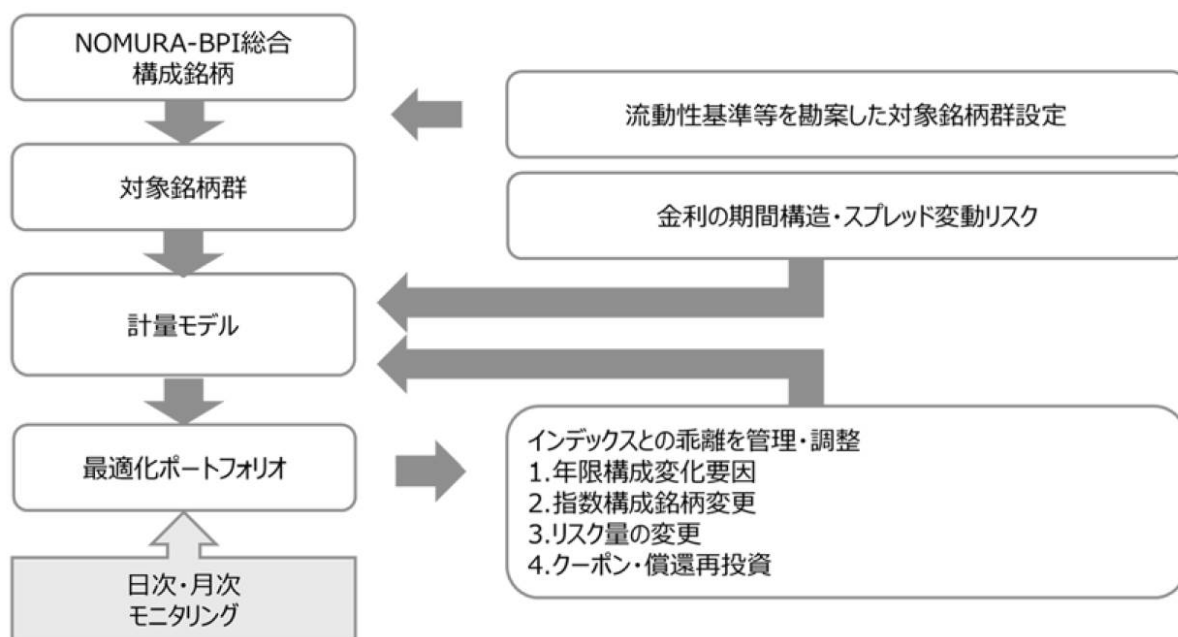 NOMURA-BPI総合
構成銘柄
流動性基準等を勘案した対象銘柄群設定
対象銘柄群
金利の期間構造・スプレッド変動リスク
計量モデル
最適化ポートフォリオ
インデックスとの乖離を管理・調整
1.年限構成変化要因
2.指数構成銘柄変更
3.リスク量の変更
4.クーポン・償還再投資
日次・月次
モニタリング